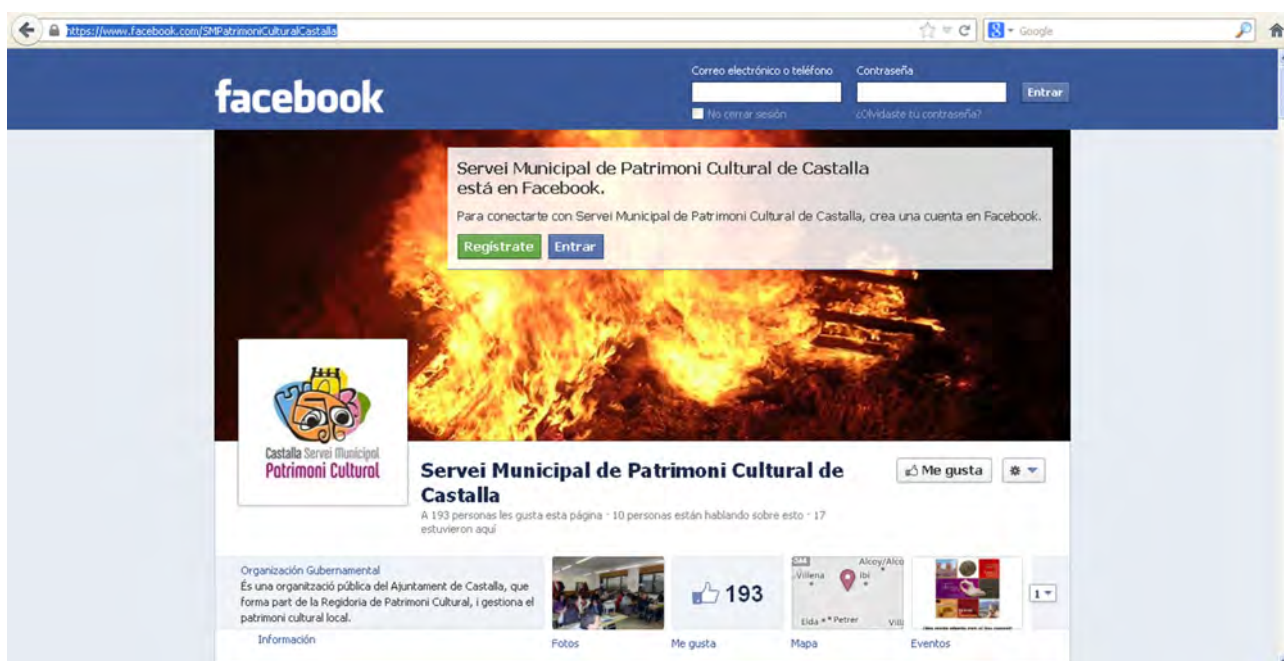 https://www.facebook.com/SMPatrimoniCulturalCastalla
Google
facebook
Correo electrónico o teléfono
Contraseña
Entrar
No cerrar sesión
¿Olvidaste tu contraseña?
Servei Municipal de Patrimoni Cultural de Castalla
está en Facebook.
Para conectarte con Servei Municipal de Patrimoni Cultural de Castalla, crea una cuenta en Facebook.
Regístrate
Entrar
Castalla Servei Municipal
Patrimoni Cultural
Servei Municipal de Patrimoni Cultural de
Castalla
Me gusta
A 193 personas les gusta esta página · 10 personas están hablando sobre esto · 17
estuvieron aquí
Organización Gubernamental
És una organització pública del Ajuntament de Castalla, que
forma part de la Regidoria de Patrimoni Cultural, i gestiona el
patrimoni cultural local.
Información
Fotos
193
Me gusta
Alcoy/Alco
Villena
Ibi
Elda
Petrer
Vill
Mapa
Eventos
1